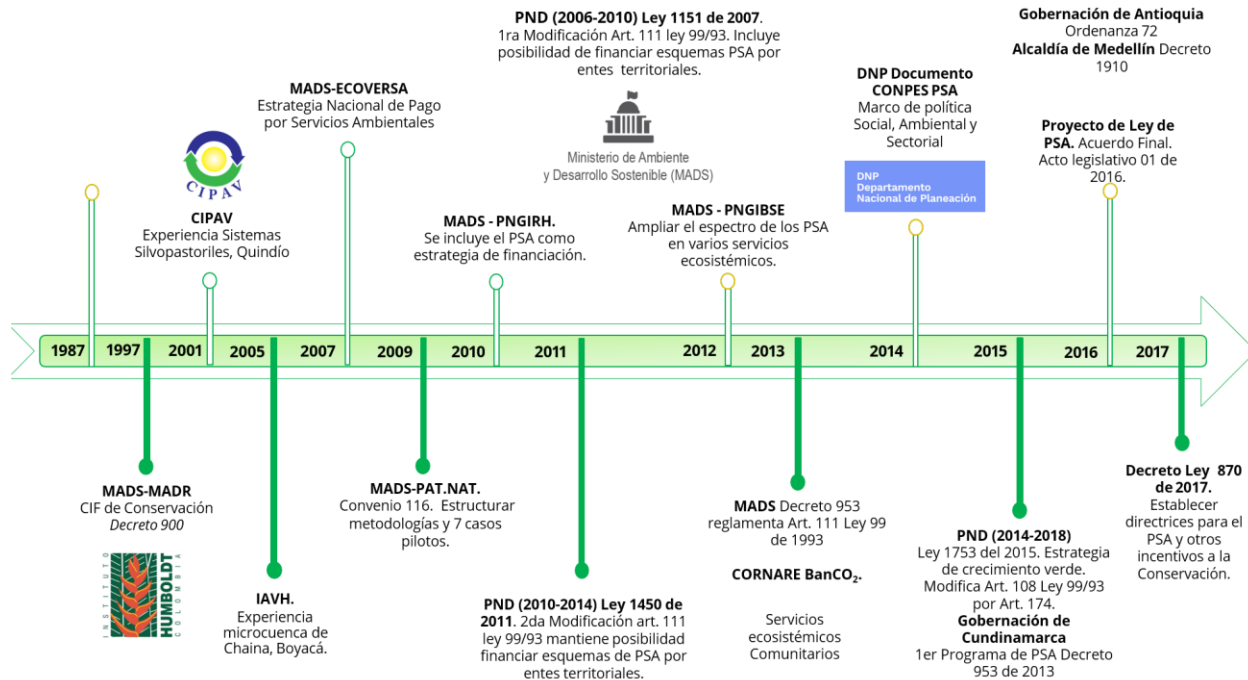 PND (2006-2010) Ley 1151 de 2007.
1ra Modificación Art. 111 ley 99/93. Incluye
posibilidad de financiar esquemas PSA por
entes territoriales.
Gobernación de Antioquia
Ordenanza 72
Alcaldía de Medellín Decreto
1910
MADS-ECOVERSA
Estrategia Nacional de Pago
por Servicios Ambientales
DNP Documento
CONPES PSA
Marco de política
Social, Ambiental y
Sectorial
CIPAV
Ministerio de Ambiente
y Desarrollo Sostenible (MADS)
DNP
Departamento
Nacional de Planeación
Proyecto de Ley de
PSA. Acuerdo Final.
Acto legislativo 01 de
2016.
CIPAV
Experiencia Sistemas
Silvopastoriles, Quindío
MADS - PNGIRH.
Se incluye el PSA como
estrategia de financiación.
MADS - PNGIBSE
Ampliar el espectro de los PSA
en varios servicios
ecosistémicos.
1987 1997 2001 2005 2007 2009 2010 2011 2012 2013 2014 2015 2016 2017
MADS-MADR
CIF de Conservación
Decreto 900
INSTITUTO
HUMBOLDT
COLOMBIA
IAVH.
Experiencia
microcuenca de
Chaina, Boyacá.
MADS-PAT.NAT.
Convenio 116. Estructurar
metodologías y 7 casos
pilotos.
PND (2010-2014) Ley 1450 de
2011. 2da Modificación art. 111
ley 99/93 mantiene posibilidad
financiar esquemas de PSA por
entes territoriales.
MADS Decreto 953
reglamenta Art. 111 Ley 99
de 1993
CORNARE BanCO₂.
Servicios
ecosistémicos
Comunitarios
PND (2014-2018)
Ley 1753 del 2015. Estrategia
de crecimiento verde.
Modifica Art. 108 Ley 99/93
por Art. 174.
Gobernación de
Cundinamarca
1er Programa de PSA Decreto
953 de 2013
Decreto Ley 870
de 2017.
Establecer
directrices para el
PSA y otros
incentivos a la
Conservación.